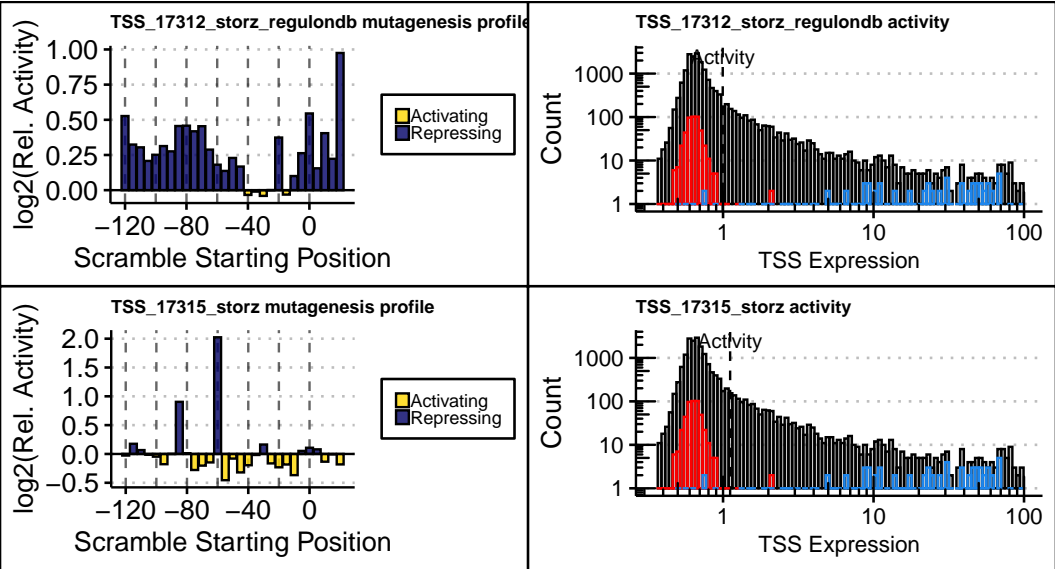 TSS_17312_storz_regulondb mutagenesis profile
log2(Rel. Activity)
1.00
0.75
0.50
0.25
0.00
−120
−80
−40
0
Scramble Starting Position
Activating
Repressing
TSS_17312_storz_regulondb activity
Activity
Count
1000
100
10
1
1
10
100
TSS Expression
TSS_17315_storz mutagenesis profile
log2(Rel. Activity)
2.0
1.5
1.0
0.5
0.0
−0.5
−120
−80
−40
0
Scramble Starting Position
Activating
Repressing
TSS_17315_storz activity
Activity
Count
1000
100
10
1
1
10
100
TSS Expression